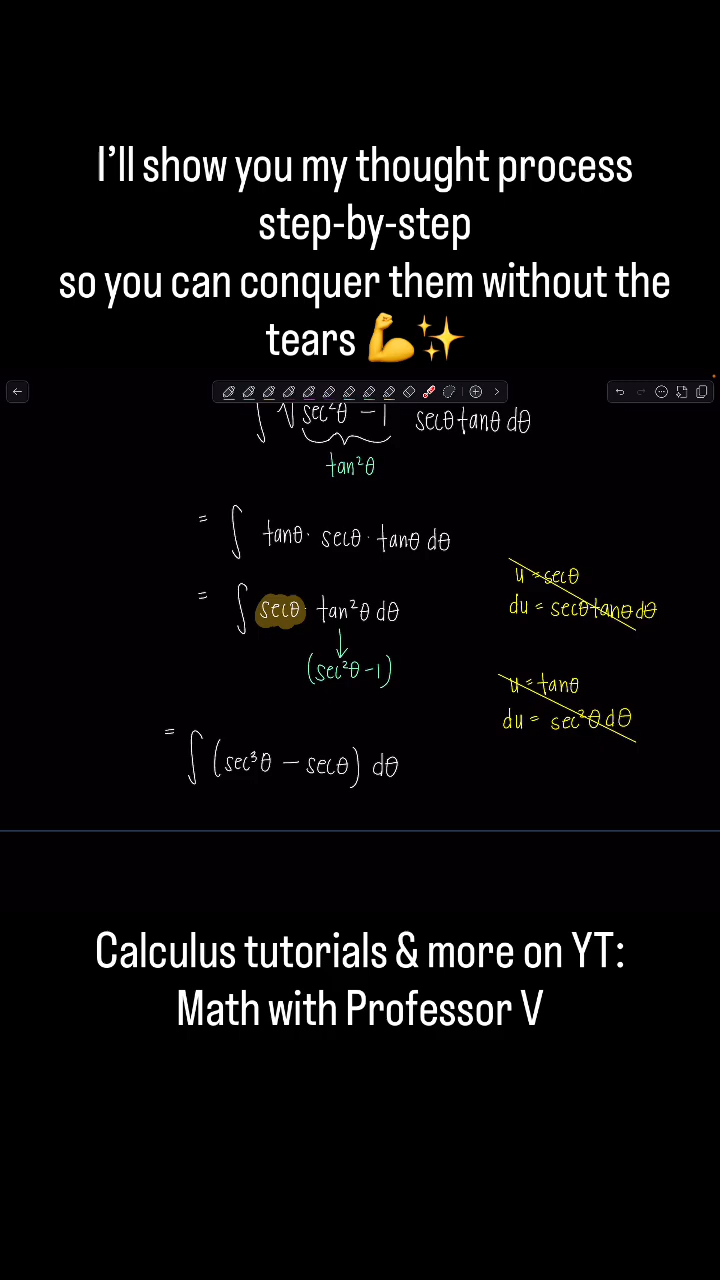 I'll show you my thought process
step-by-step
so you can conquer them without the
tears 💪✨
∫ √sec²θ − 1 secθ tanθ dθ
tan²θ
= ∫ tanθ · secθ · tanθ dθ
u = secθ
= ∫ secθ · tan²θ dθ
du = secθ tanθ dθ
(sec²θ − 1)
u = tanθ
du = sec²θ dθ
= ∫ (sec³θ − secθ) dθ
Calculus tutorials & more on YT:
Math with Professor V